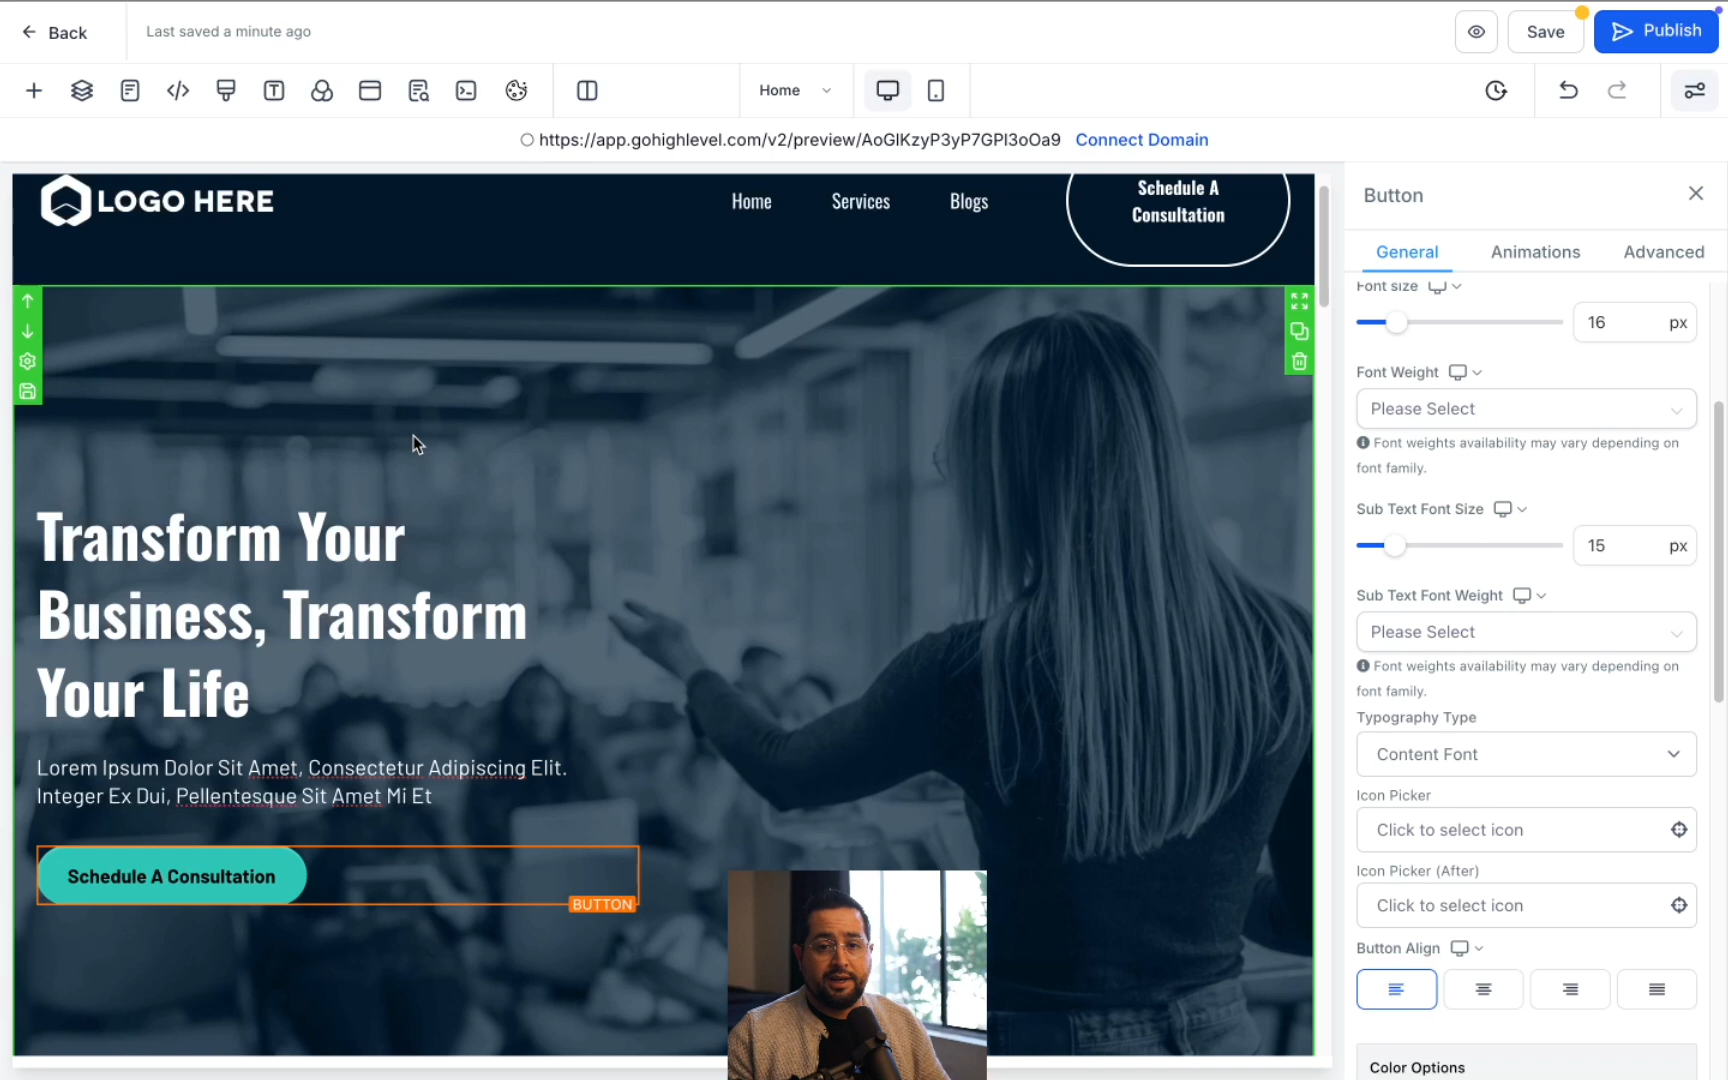 Back
Last saved a minute ago
Save
Publish
Home
https://app.gohighlevel.com/v2/preview/AoGlKzyP3yP7GPl3oOa9 Connect Domain
LOGO HERE
Home
Services
Blogs
Schedule A
Consultation
Transform Your
Business, Transform
Your Life
Lorem Ipsum Dolor Sit Amet, Consectetur Adipiscing Elit.
Integer Ex Dui, Pellentesque Sit Amet Mi Et
Schedule A Consultation
BUTTON
Button
General
Animations
Advanced
Font size
16 px
Font Weight
Please Select
Font weights availability may vary depending on
font family.
Sub Text Font Size
15 px
Sub Text Font Weight
Please Select
Font weights availability may vary depending on
font family.
Typography Type
Content Font
Icon Picker
Click to select icon
Icon Picker (After)
Click to select icon
Button Align
Color Options